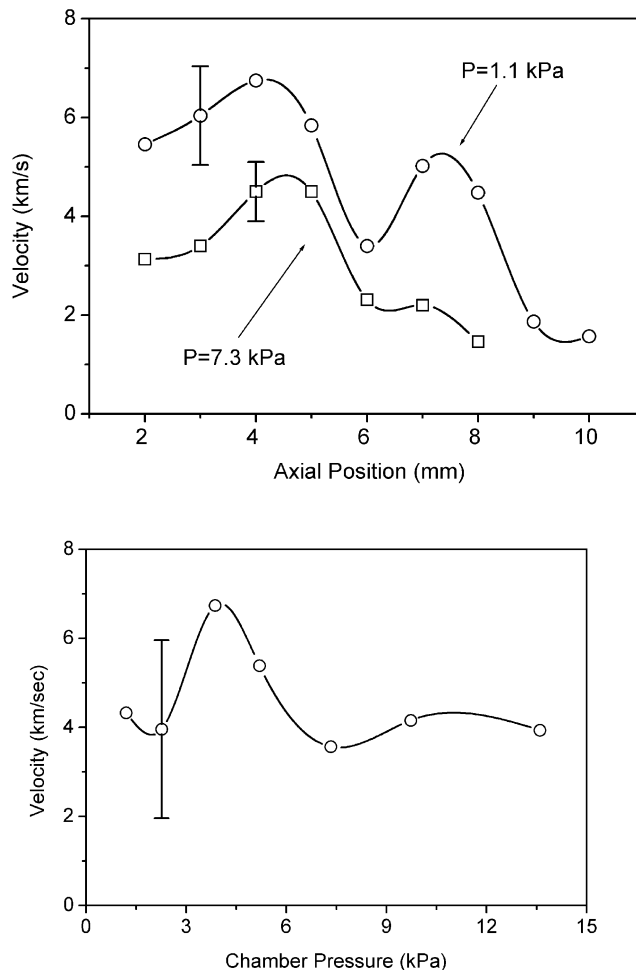 8
P=1.1 kPa
6
Velocity (km/s)
4
2
P=7.3 kPa
0
2 4 6 8 10
Axial Position (mm)
8
6
Velocity (km/sec)
4
2
0
0 3 6 9 12 15
Chamber Pressure (kPa)